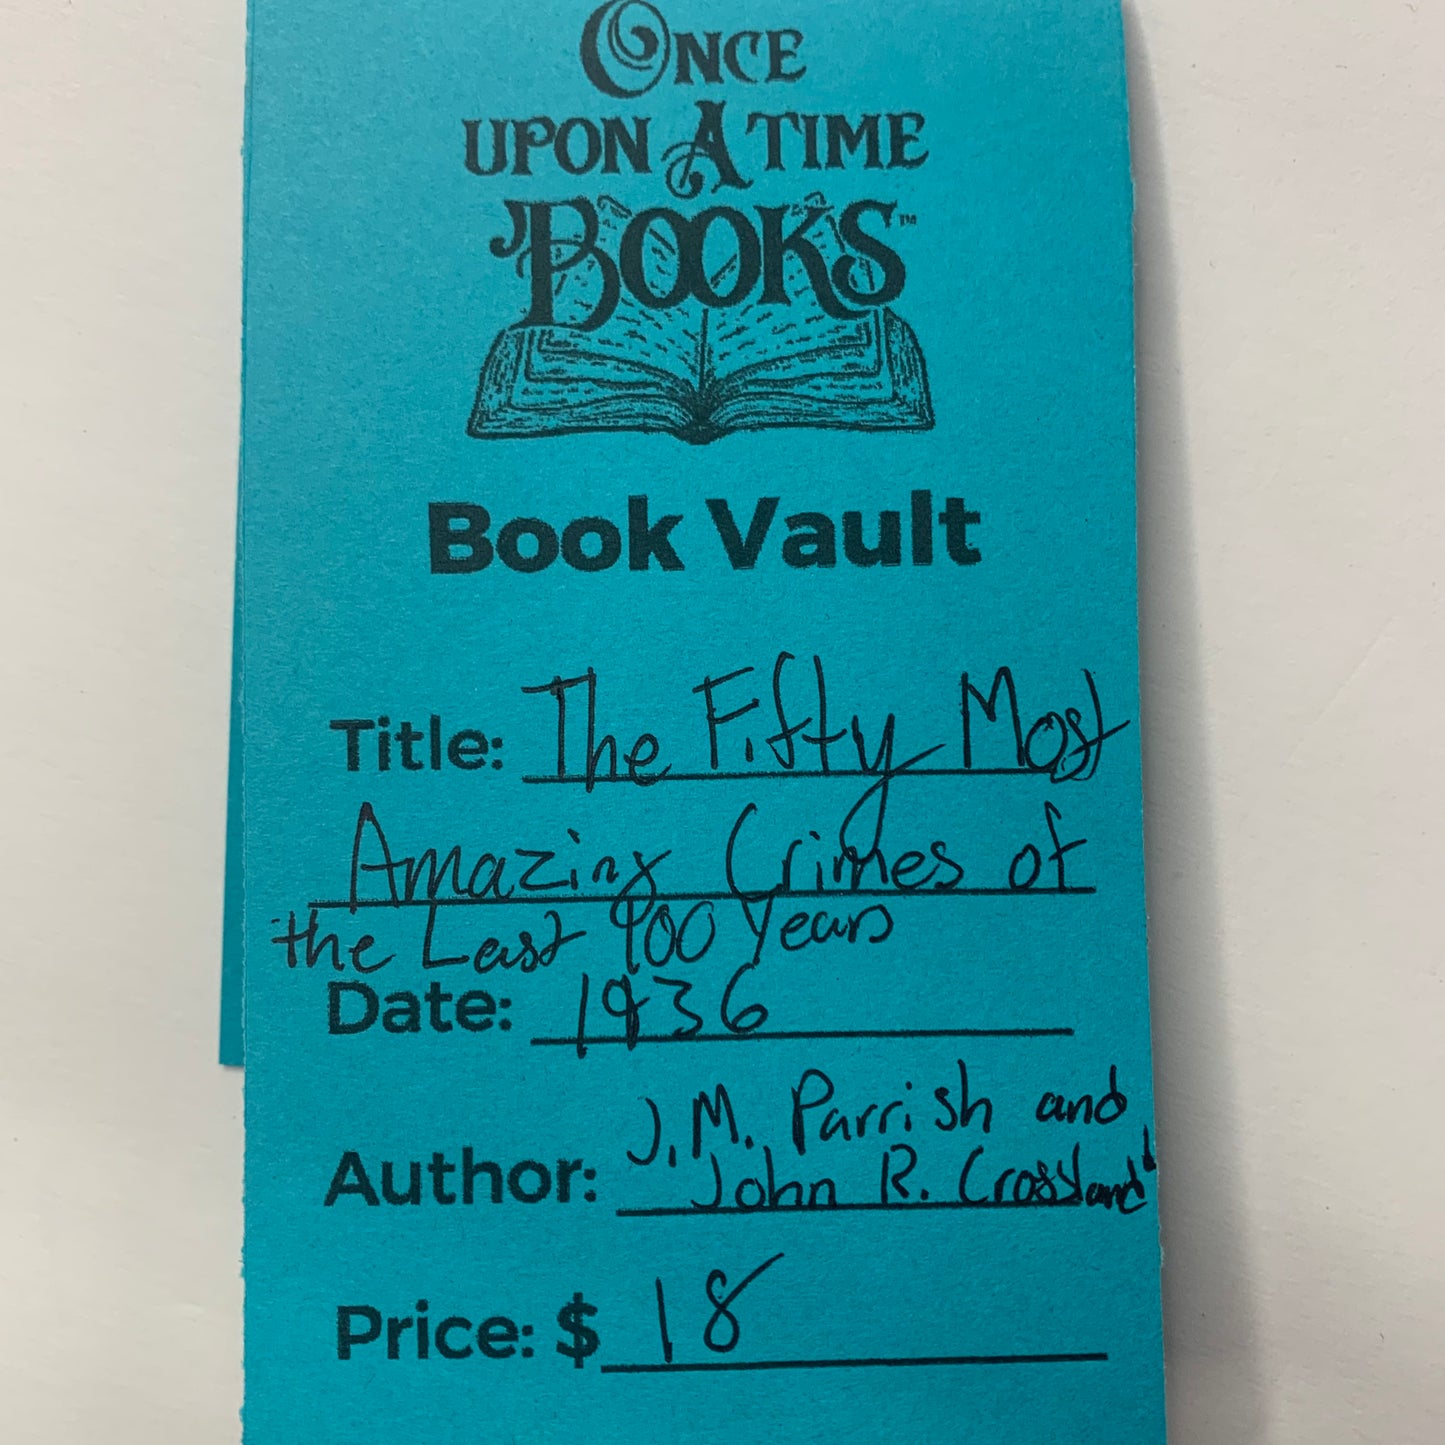 ONCE
UPON A TIME
BOOKS™
Book Vault
Title: The Fifty Most
Amazing Crimes of
the Last 100 Years
Date: 1936
Author: J.M. Parrish and
John R. Crossland
Price: $ 18